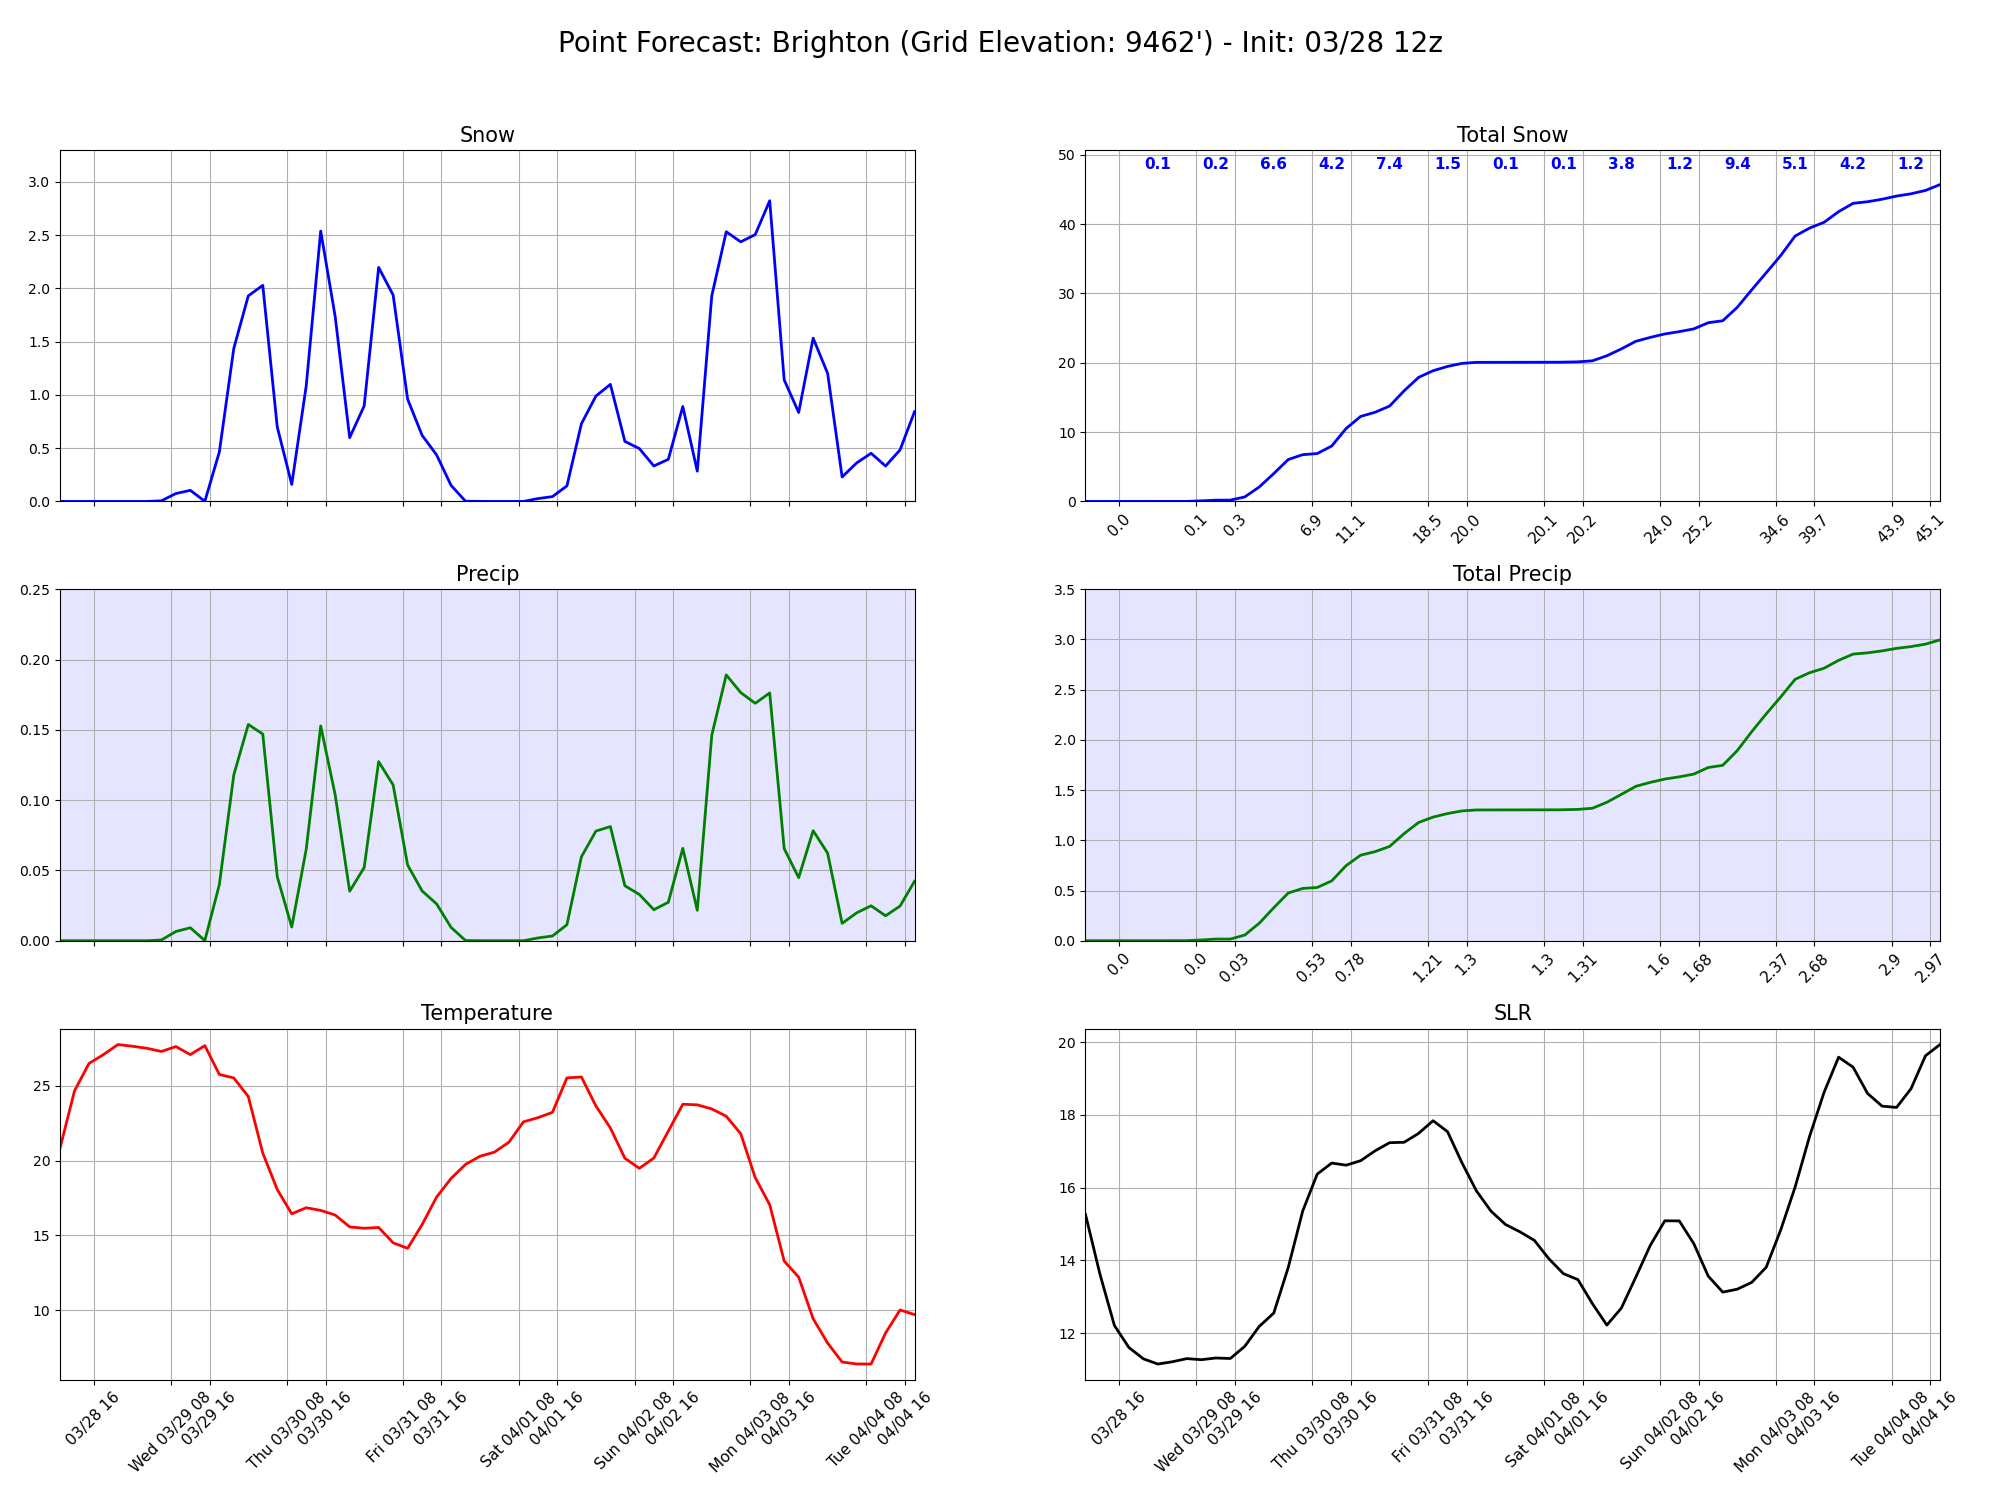 Point Forecast: Brighton (Grid Elevation: 9462') - Init: 03/28 12z
Snow
3.0
2.5
2.0
1.5
1.0
0.5
0.0
Total Snow
50
40
30
20
10
0
0.1 0.2 6.6 4.2 7.4 1.5 0.1 0.1 3.8 1.2 9.4 5.1 4.2 1.2
0.0 0.1 0.3 6.9 11.1 18.5 20.0 20.1 20.2 24.0 25.2 34.6 39.7 43.9 45.1
Precip
0.25
0.20
0.15
0.10
0.05
0.00
Total Precip
3.5
3.0
2.5
2.0
1.5
1.0
0.5
0.0
0.0 0.0 0.03 0.53 0.78 1.21 1.3 1.3 1.31 1.6 1.68 2.37 2.68 2.9 2.97
Temperature
25
20
15
10
03/28 16
Wed 03/29 08
03/29 16
Thu 03/30 08
03/30 16
Fri 03/31 08
03/31 16
Sat 04/01 08
04/01 16
Sun 04/02 08
04/02 16
Mon 04/03 08
04/03 16
Tue 04/04 08
04/04 16
SLR
20
18
16
14
12
03/28 16
Wed 03/29 08
03/29 16
Thu 03/30 08
03/30 16
Fri 03/31 08
03/31 16
Sat 04/01 08
04/01 16
Sun 04/02 08
04/02 16
Mon 04/03 08
04/03 16
Tue 04/04 08
04/04 16